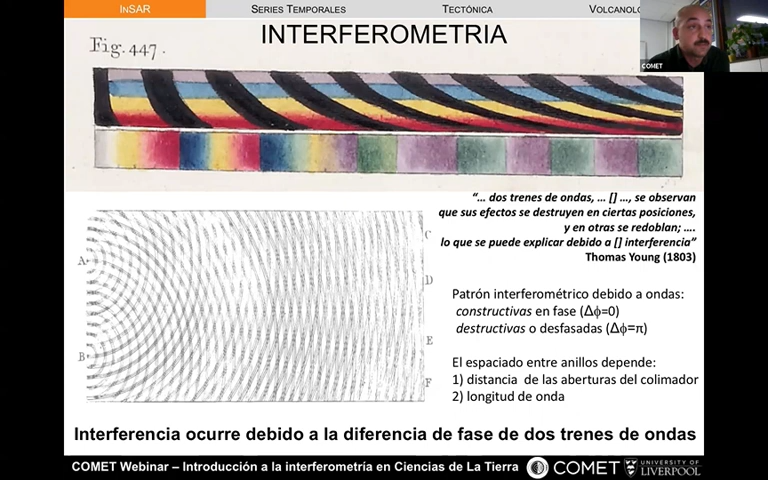 InSAR
Series Temporales
Tectónica
INTERFEROMETRIA
COMET
Fig. 447.
"... dos trenes de ondas, ... [] ..., se observan
que sus efectos se destruyen en ciertas posiciones,
y en otras se redoblan; ....
lo que se puede explicar debido a [] interferencia"
Thomas Young (1803)
A
B
C
D
E
F
Patrón interferométrico debido a ondas:
constructivas en fase (Δϕ=0)
destructivas o desfasadas (Δϕ=π)
El espaciado entre anillos depende:
1) distancia de las aberturas del colimador
2) longitud de onda
Interferencia ocurre debido a la diferencia de fase de dos trenes de ondas
COMET Webinar – Introducción a la interferometría en Ciencias de La Tierra
COMET
UNIVERSITY OF
LIVERPOOL